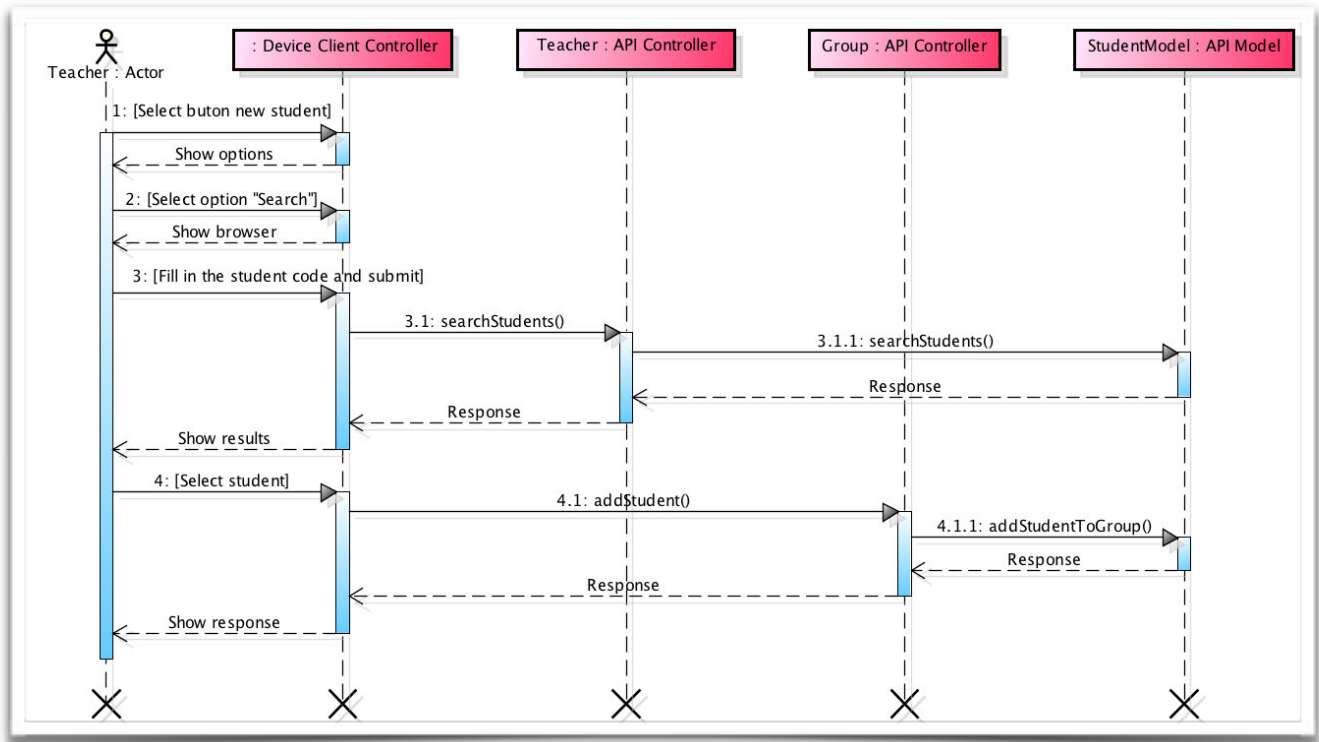 : Device Client Controller
Teacher : API Controller
Group : API Controller
StudentModel : API Model
Teacher : Actor
1: [Select buton new student]
Show options
2: [Select option "Search"]
Show browser
3: [Fill in the student code and submit]
3.1: searchStudents()
3.1.1: searchStudents()
Response
Response
Show results
4: [Select student]
4.1: addStudent()
4.1.1: addStudentToGroup()
Response
Response
Show response